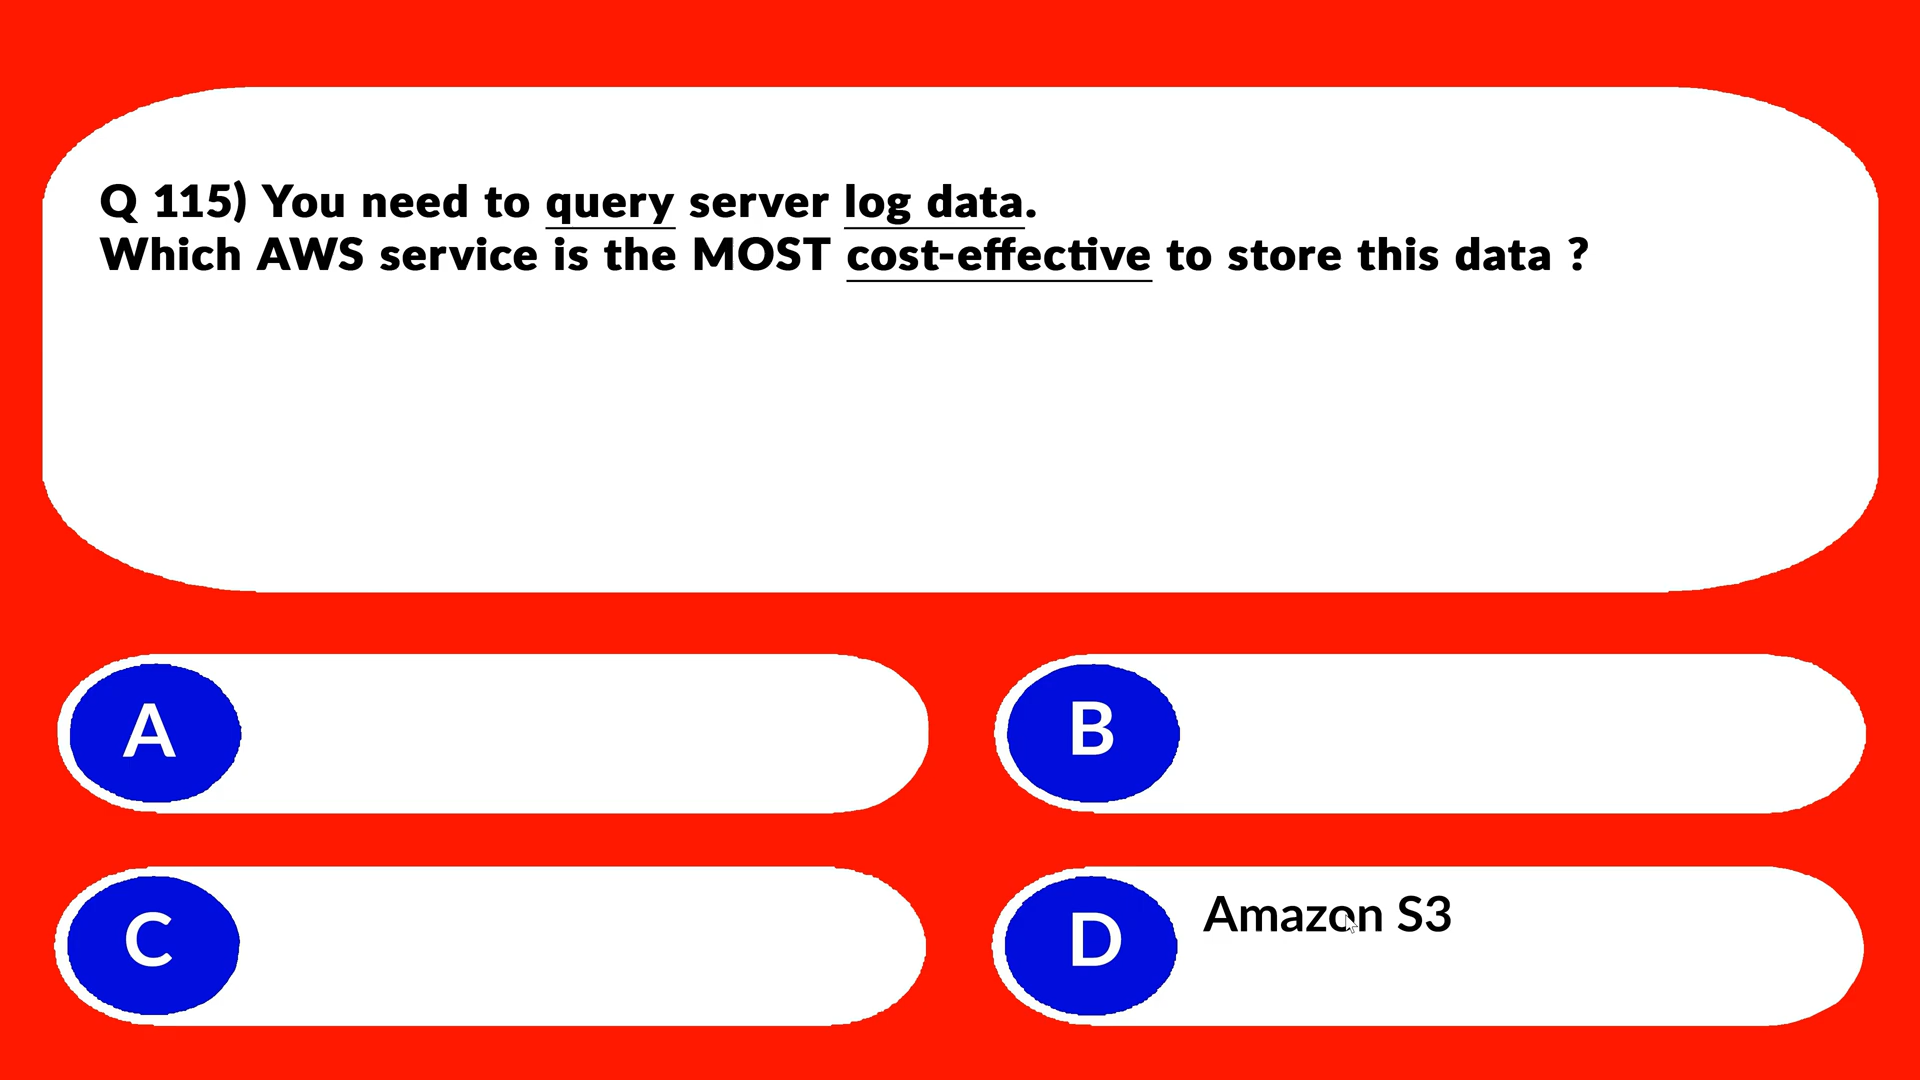 Q 115) You need to query server log data.
Which AWS service is the MOST cost-effective to store this data ?
A
B
C
D Amazon S3